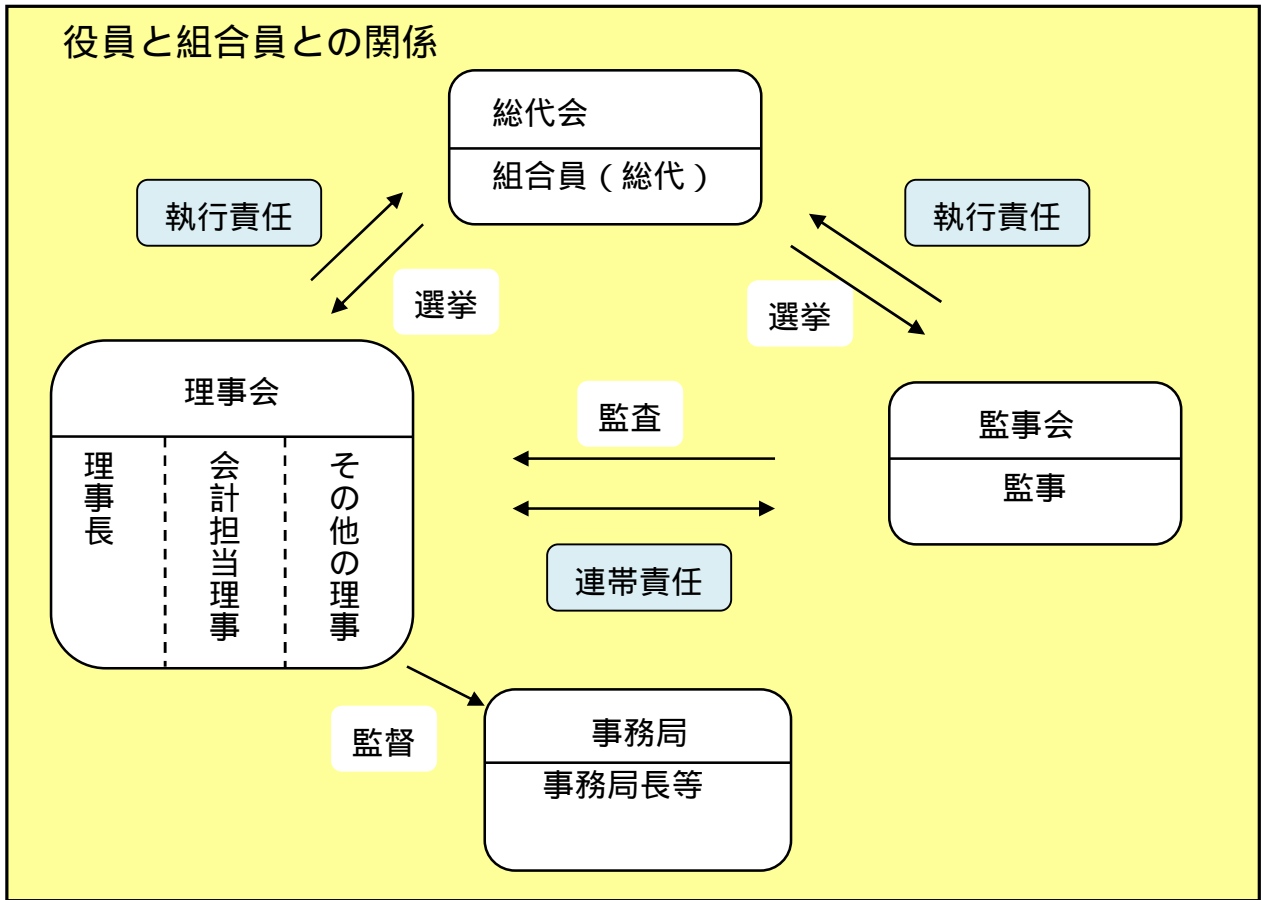 役員と組合員との関係
総代会
組合員（総代）
執行責任
執行責任
選挙
選挙
理事会
理事長
会計担当理事
その他の理事
監査
監事会
監事
連帯責任
監督
事務局
事務局長等